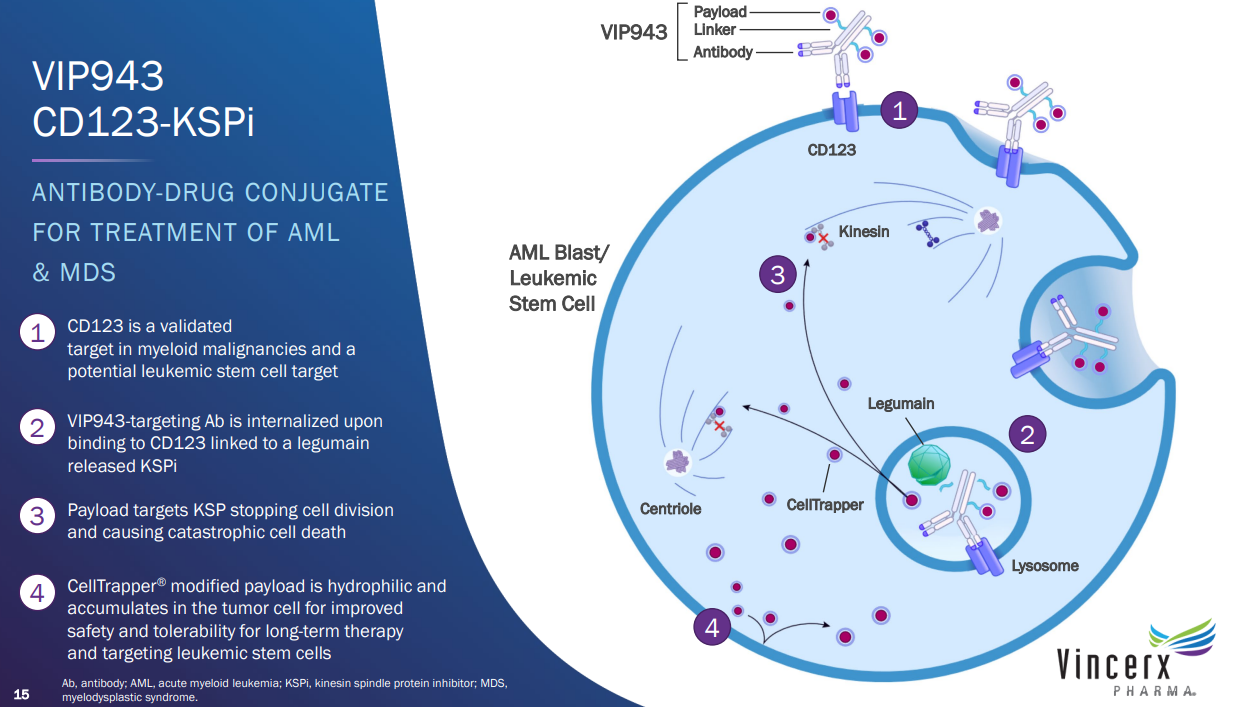 VIP943
CD123-KSPi
ANTIBODY-DRUG CONJUGATE
FOR TREATMENT OF AML
& MDS
1
CD123 is a validated
target in myeloid malignancies and a
potential leukemic stem cell target
2
VIP943-targeting Ab is internalized upon
binding to CD123 linked to a legumain
released KSPi
3
Payload targets KSP stopping cell division
and causing catastrophic cell death
4
CellTrapper® modified payload is hydrophilic and
accumulates in the tumor cell for improved
safety and tolerability for long-term therapy
and targeting leukemic stem cells
15
Ab, antibody; AML, acute myeloid leukemia; KSPi, kinesin spindle protein inhibitor; MDS,
myelodysplastic syndrome.
VIP943
Payload
Linker
Antibody
1
CD123
AML Blast/
Leukemic
Stem Cell
Kinesin
3
Legumain
2
CellTrapper
Centriole
Lysosome
4
Vincerx
PHARMA